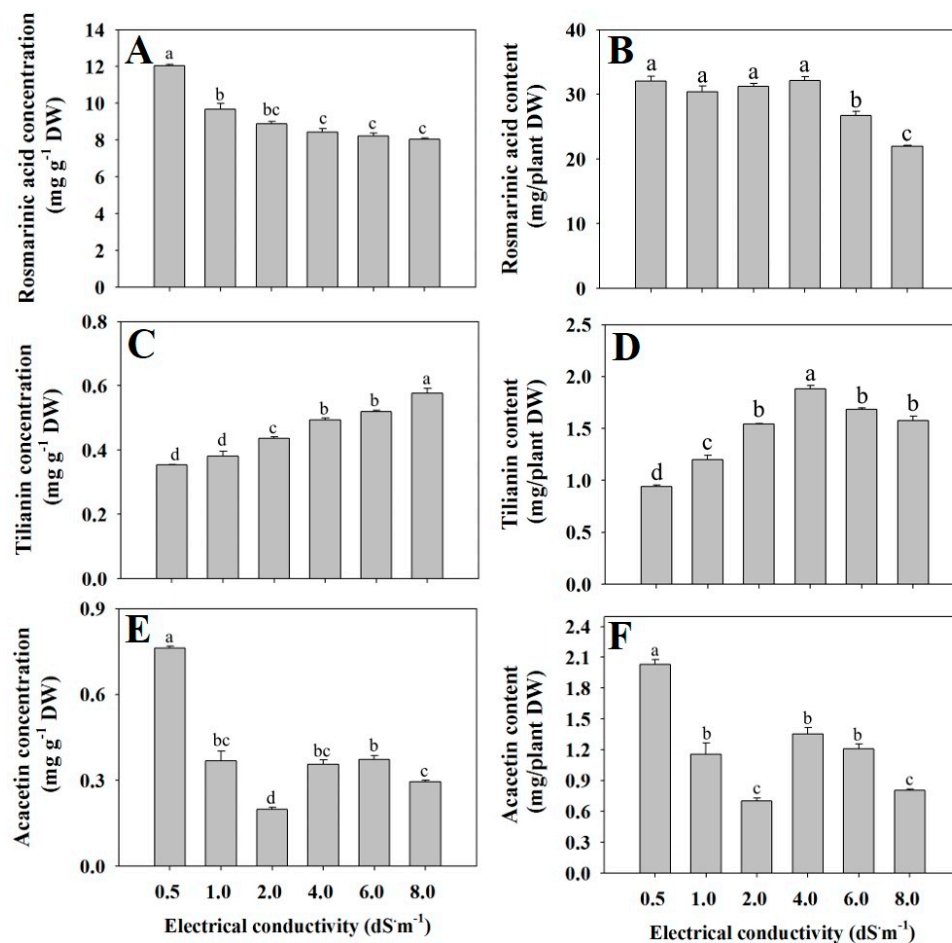 A
Rosmarinic acid concentration
(mg g⁻¹ DW)
14
12
10
8
6
4
2
0
a
b
bc
c
c
c
B
Rosmarinic acid content
(mg/plant DW)
40
30
20
10
0
a
a
a
a
b
c
C
Tilianin concentration
(mg g⁻¹ DW)
0.8
0.6
0.4
0.2
0.0
d
d
c
b
b
a
D
Tilianin content
(mg/plant DW)
2.5
2.0
1.5
1.0
0.5
0.0
d
c
b
a
b
b
E
Acacetin concentration
(mg g⁻¹ DW)
0.9
0.6
0.3
0.0
a
bc
d
bc
b
c
0.5 1.0 2.0 4.0 6.0 8.0
Electrical conductivity (dS·m⁻¹)
F
Acacetin content
(mg/plant DW)
2.4
2.1
1.8
1.5
1.2
0.9
0.6
0.3
0.0
a
b
c
b
b
c
0.5 1.0 2.0 4.0 6.0 8.0
Electrical conductivity (dS·m⁻¹)